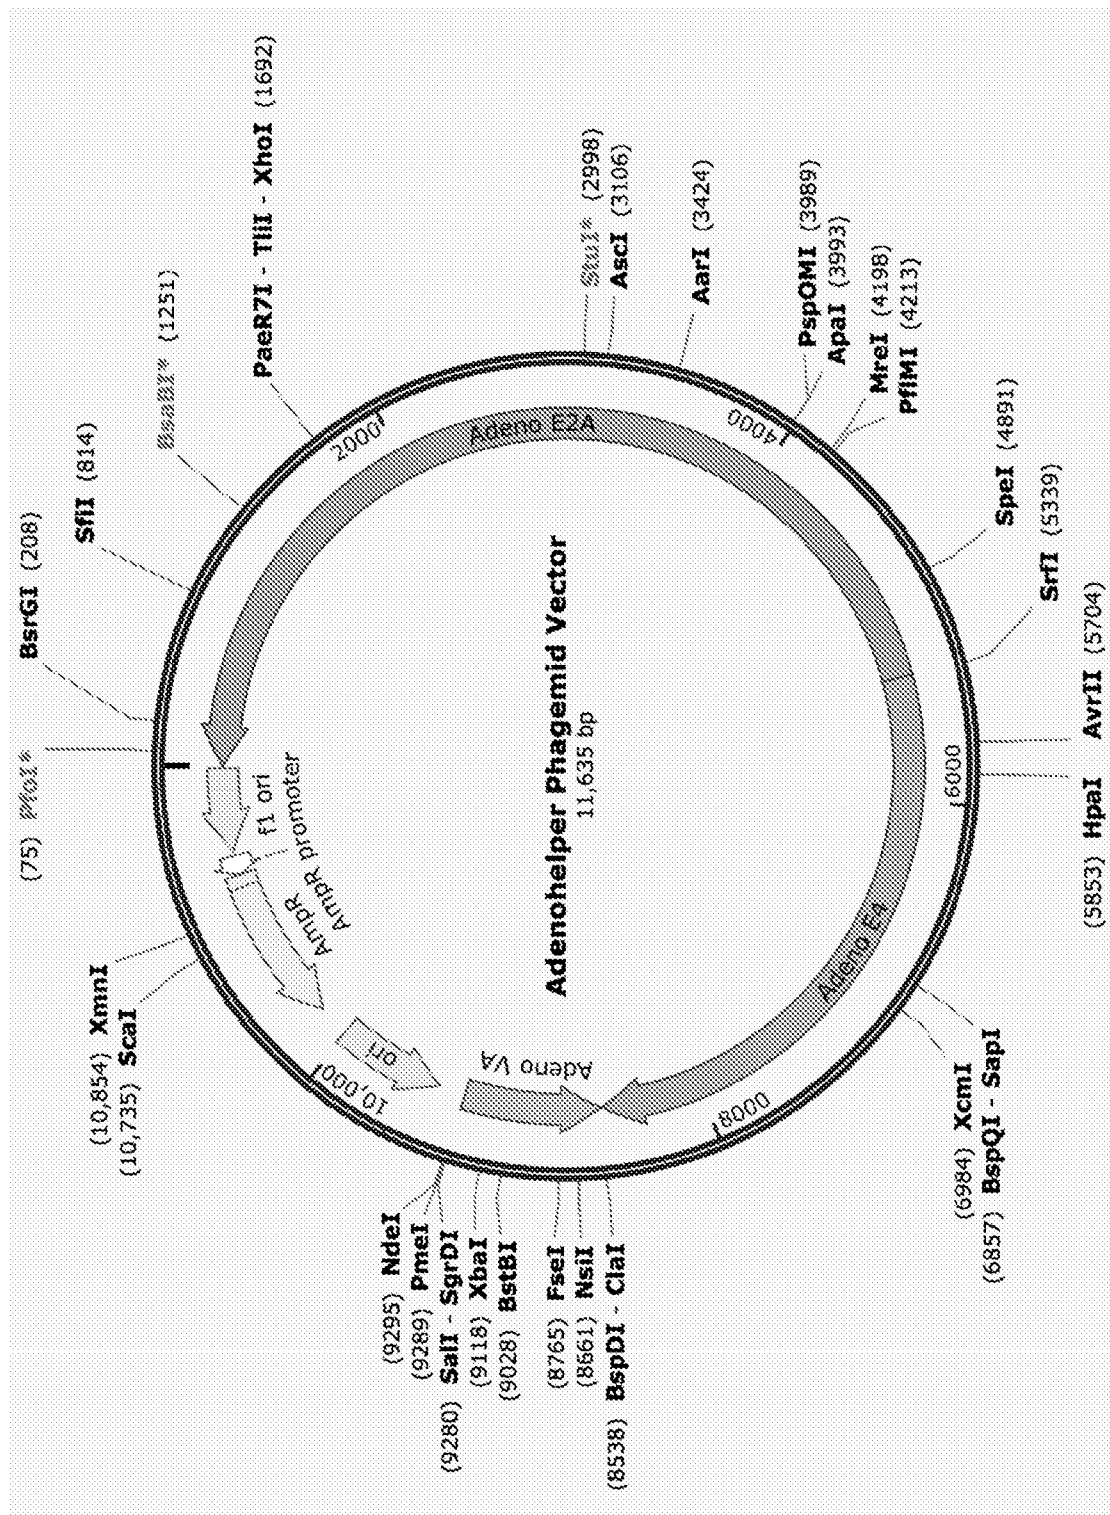 (75) PfoI*
BsrGI (208)
SfiI (814)
BsaBI* (1251)
PaeR7I - TliI - XhoI (1692)
StuI* (2998)
AscI (3106)
AarI (3424)
PspOMI (3989)
ApaI (3993)
MreI (4198)
PflMI (4213)
SpeI (4891)
SrfI (5339)
AvrII (5704)
(5853) HpaI
(6857) BspQI - SapI
(6984) XcmI
(8538) BspDI - ClaI
(8661) NsiI
(8765) FseI
(9028) BstBI
(9118) XbaI
(9280) SalI - SgrDI
(9289) PmeI
(9295) NdeI
(10,735) ScaI
(10,854) XmnI
2000
4000
6000
8000
10,000
Adeno E2A
Adeno E4
Adeno VA
ori
AmpR
AmpR promoter
f1 ori
Adenohelper Phagemid Vector
11,635 bp